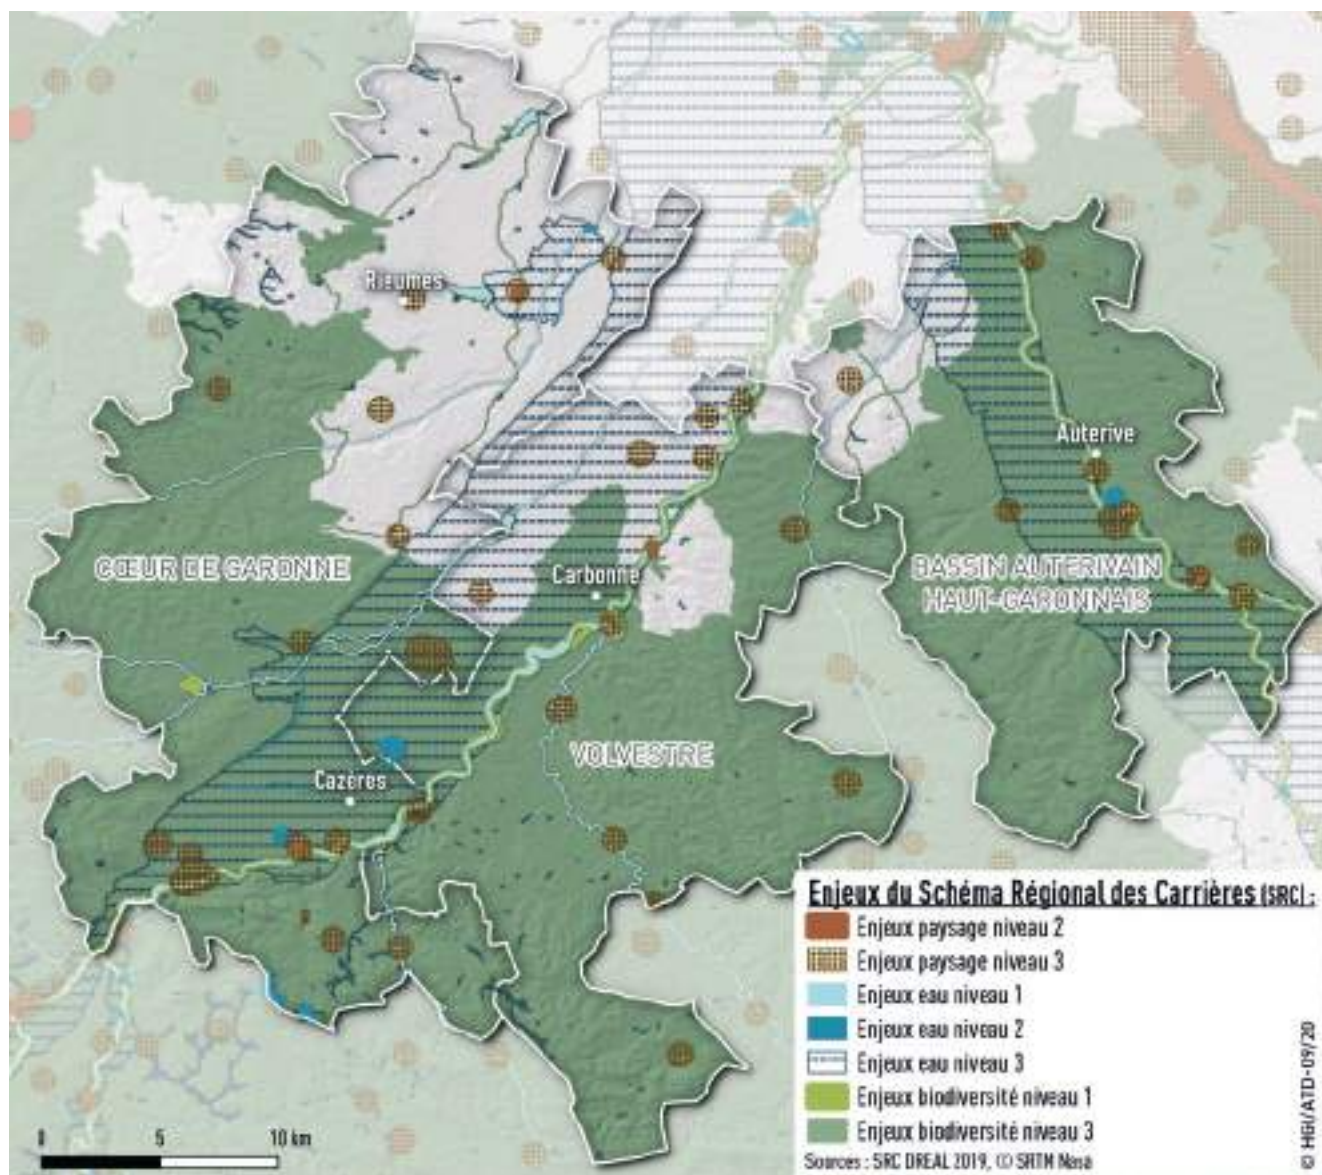 Rieumes
Auterive
CŒUR DE GARONNE
Carbonne
BASSIN AUTERIVAIN
HAUT-GARONNAIS
VOLVESTRE
Cazères
Enjeux du Schéma Régional des Carrières (SRC) :
Enjeux paysage niveau 2
Enjeux paysage niveau 3
Enjeux eau niveau 1
Enjeux eau niveau 2
Enjeux eau niveau 3
Enjeux biodiversité niveau 1
Enjeux biodiversité niveau 3
Sources : SRC DREAL 2019, © SRTM Nasa
© HGI/ATD-09/20
0 5 10 km